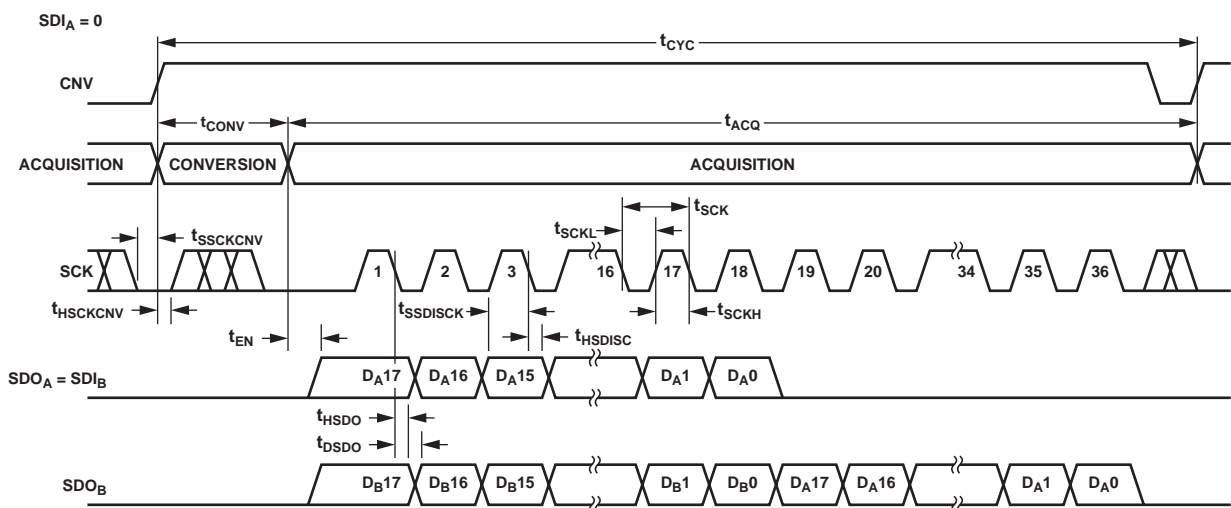 SDIA = 0
tCYC
CNV
tCONV
tACQ
ACQUISITION CONVERSION ACQUISITION
tSCK
tSSCKCNV
tSCKL
SCK 1 2 3 16 17 18 19 20 34 35 36
tHSCKCNV
tSSDISCK
tSCKH
tEN
tHSDISC
SDOA = SDIB DA17 DA16 DA15 DA1 DA0
tHSDO
tDSDO
SDOB DB17 DB16 DB15 DB1 DB0 DA17 DA16 DA1 DA0